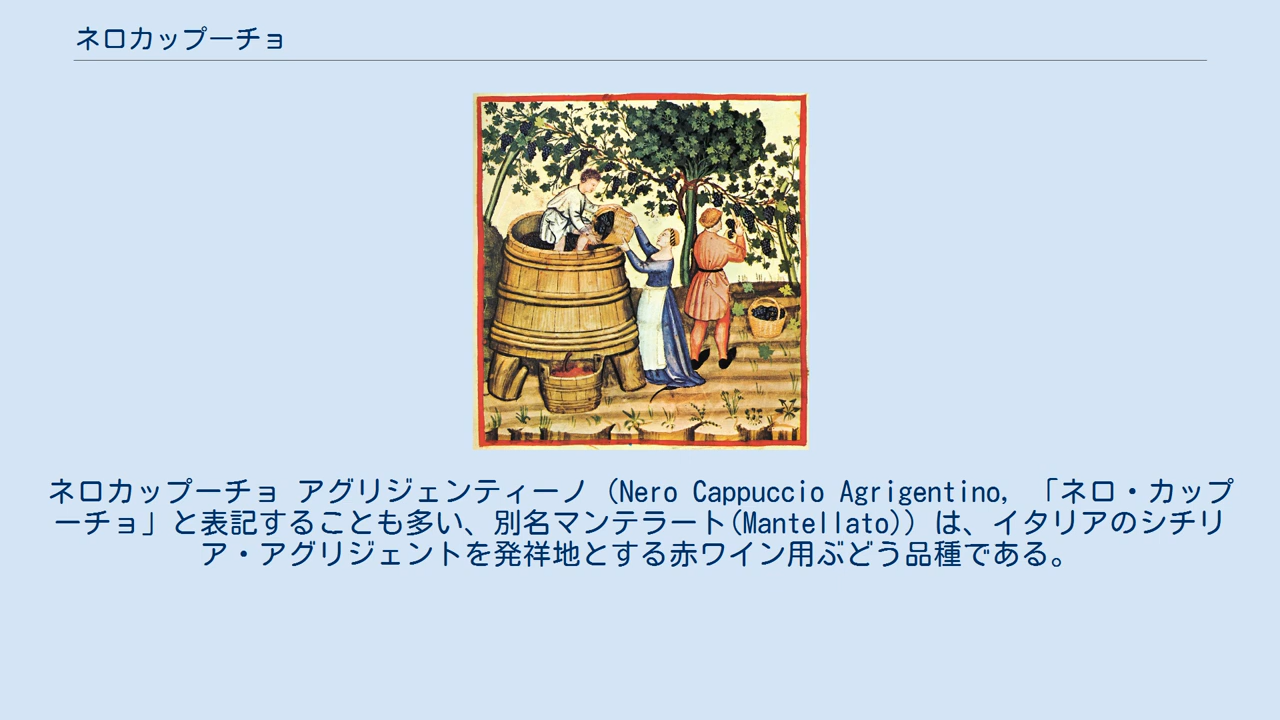 ネロカップーチョ
ネロカップーチョ アグリジェンティーノ（Nero Cappuccio Agrigentino, 「ネロ・カップ
ーチョ」と表記することも多い、別名マンテラート(Mantellato)）は、イタリアのシチリ
ア・アグリジェントを発祥地とする赤ワイン用ぶどう品種である。